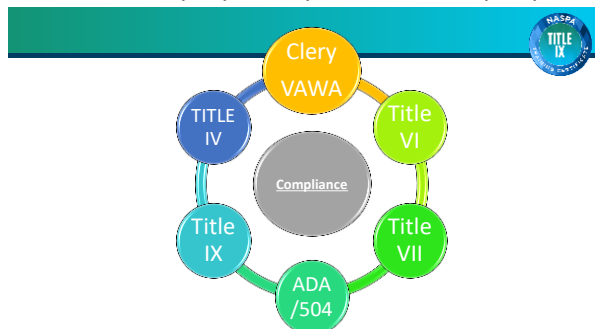 NASPA
TITLE
IX
Clery
VAWA
TITLE
IV
Title
VI
Compliance
Title
IX
Title
VII
ADA
/504